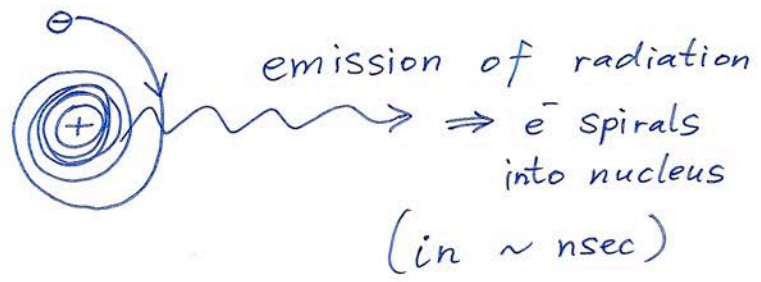 ⊖
emission of radiation
+
⇒ e⁻ spirals
into nucleus
(in ~ nsec)